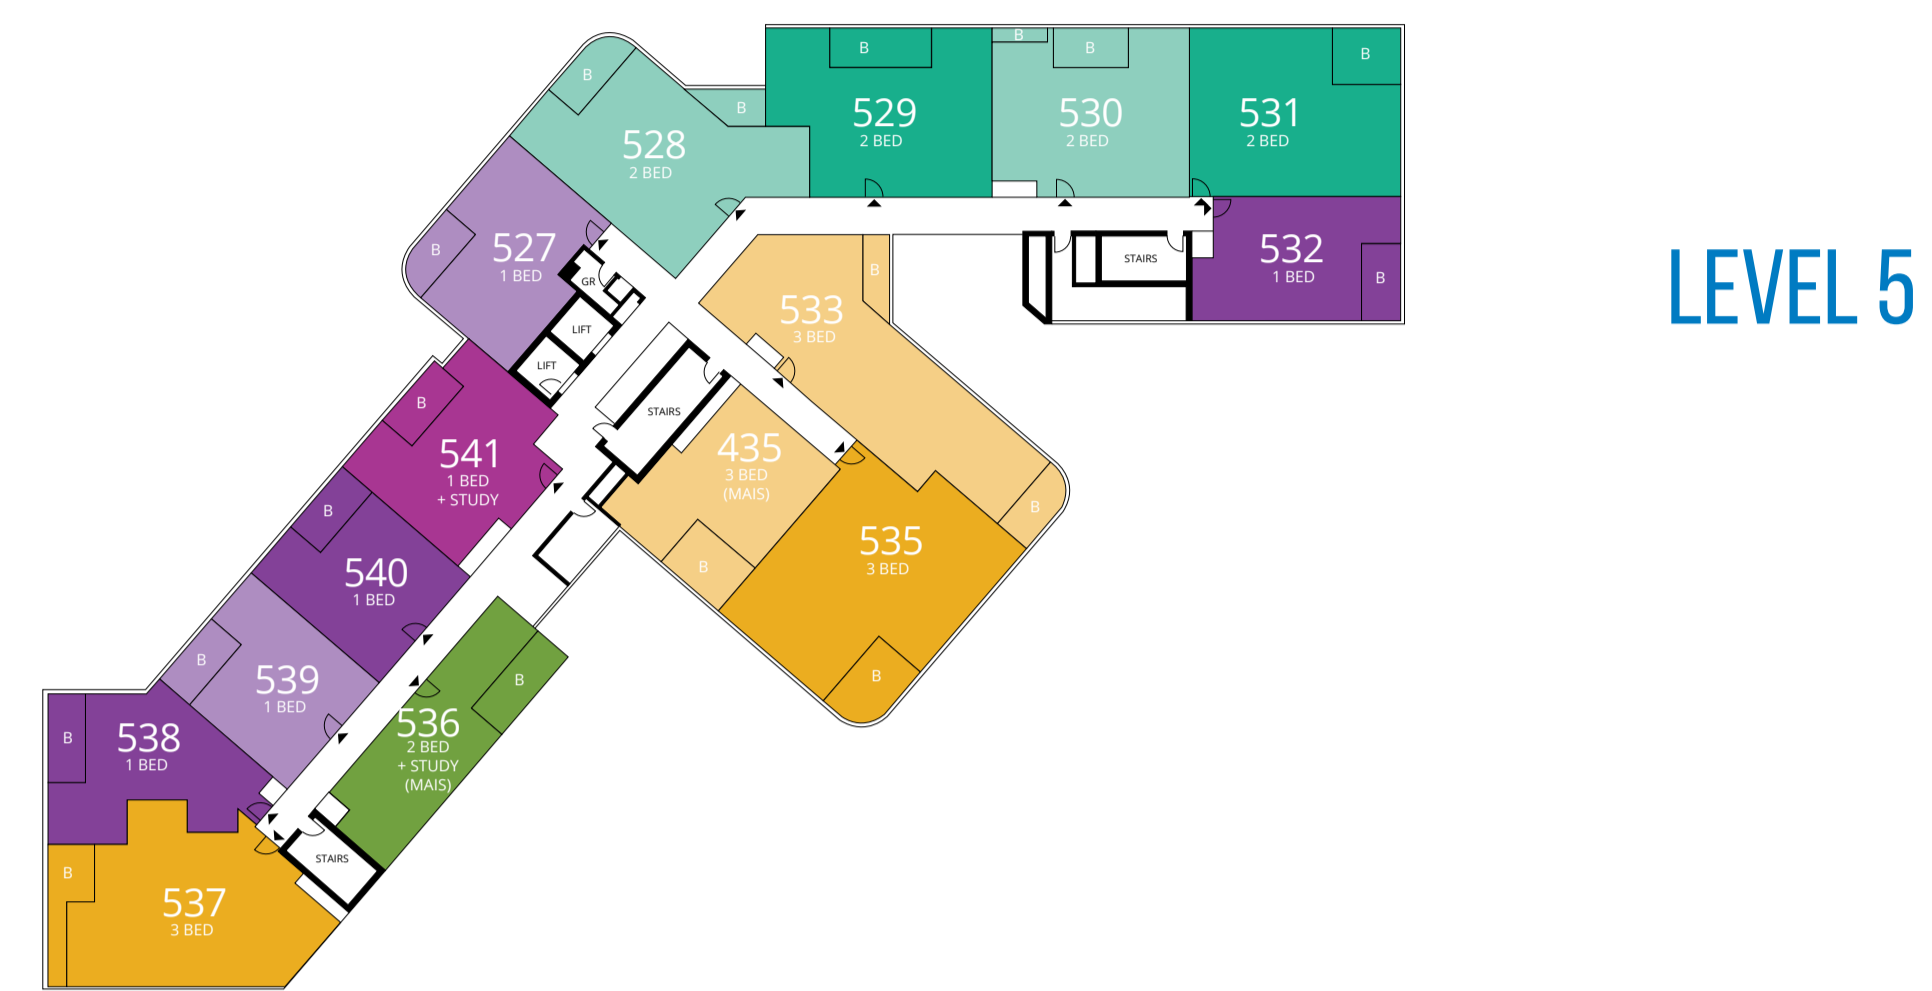 B
B
B
B
B
B
528
2 BED
529
2 BED
530
2 BED
531
2 BED
B
527
1 BED
GR
LIFT
LIFT
B
533
3 BED
STAIRS
532
1 BED
B
LEVEL 5
B
541
1 BED
+ STUDY
STAIRS
435
3 BED
(MAIS)
B
B
535
3 BED
B
B
540
1 BED
B
539
1 BED
B
536
2 BED
+ STUDY
(MAIS)
B
538
1 BED
STAIRS
B
537
3 BED